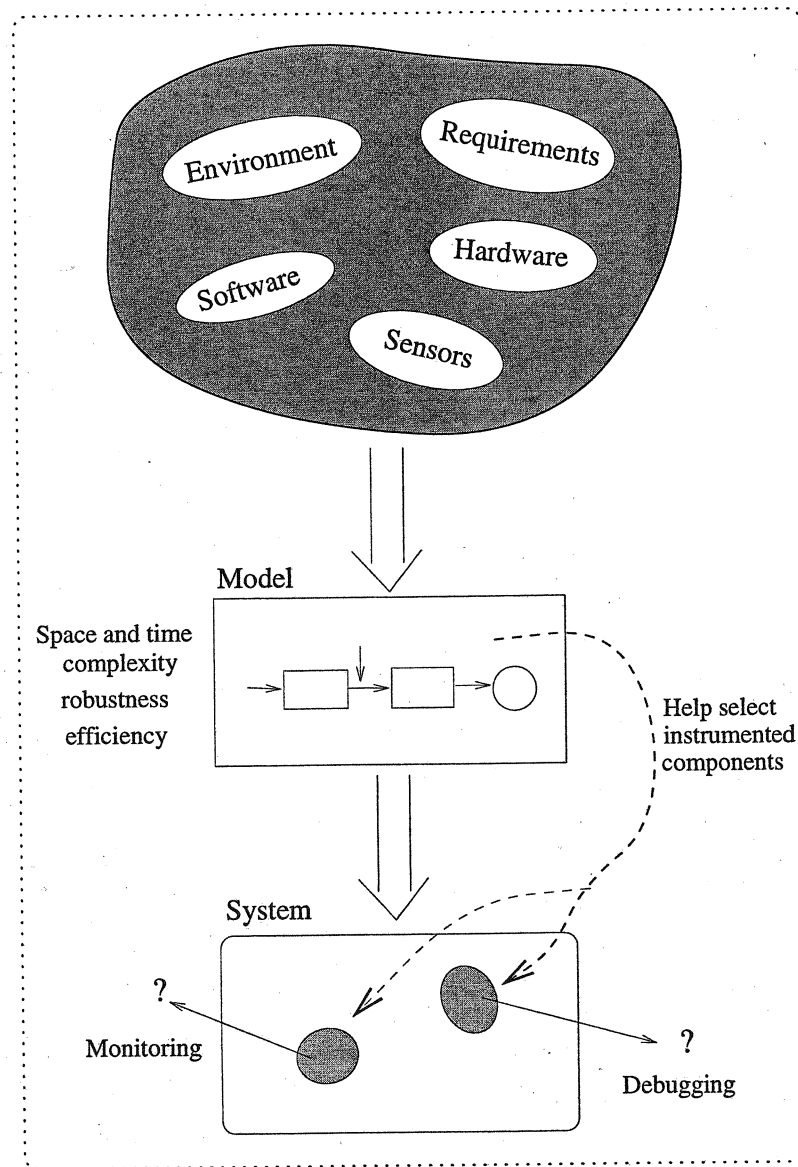 Environment
Requirements
Software
Hardware
Sensors
Model
Space and time
complexity
robustness
efficiency
Help select
instrumented
components
System
?
Monitoring
?
Debugging